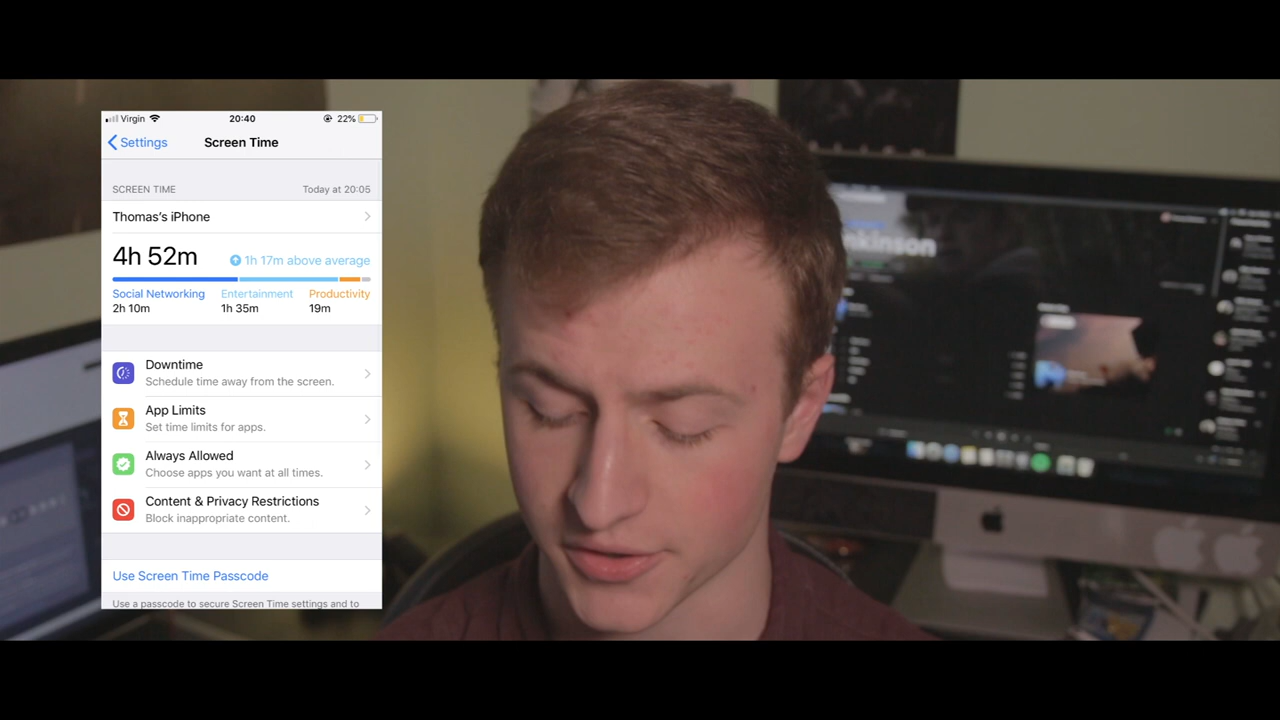 Virgin 20:40 22%
Settings Screen Time
SCREEN TIME Today at 20:05
Thomas's iPhone
4h 52m 1h 17m above average
Social Networking Entertainment Productivity
2h 10m 1h 35m 19m
Downtime
Schedule time away from the screen.
App Limits
Set time limits for apps.
Always Allowed
Choose apps you want at all times.
Content & Privacy Restrictions
Block inappropriate content.
Use Screen Time Passcode
Use a passcode to secure Screen Time settings and to
nkinson